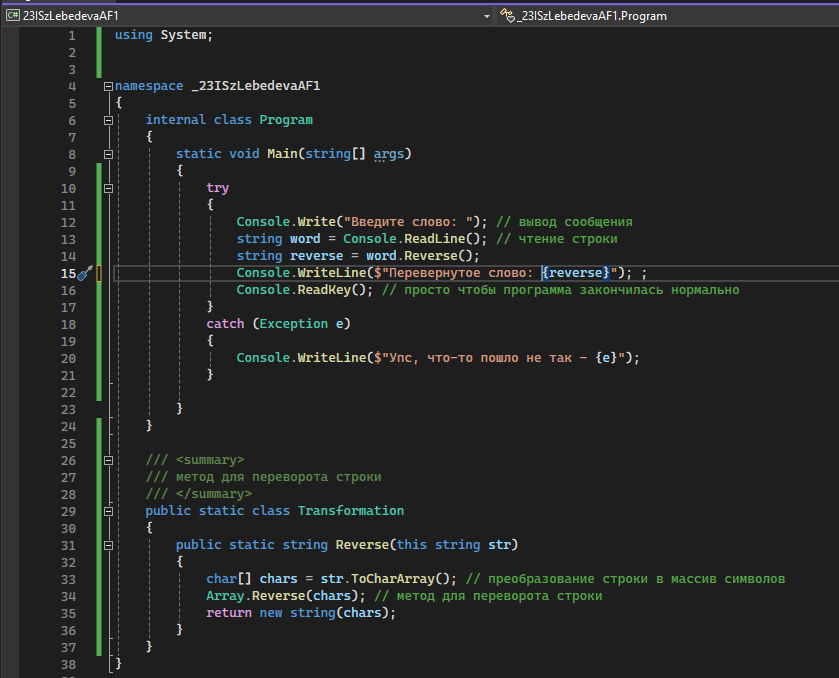 C# 23ISzLebedevaAF1 _23ISzLebedevaAF1.Program
1 using System;
2
3
4 namespace _23ISzLebedevaAF1
5 {
6 internal class Program
7 {
8 static void Main(string[] args)
9 {
10 try
11 {
12 Console.Write("Введите слово: "); // вывод сообщения
13 string word = Console.ReadLine(); // чтение строки
14 string reverse = word.Reverse();
15 Console.WriteLine($"Перевернутое слово: {reverse}"); ;
16 Console.ReadKey(); // просто чтобы программа закончилась нормально
17 }
18 catch (Exception e)
19 {
20 Console.WriteLine($"Упс, что-то пошло не так - {e}");
21 }
22
23 }
24 }
25
26 /// <summary>
27 /// метод для переворота строки
28 /// </summary>
29 public static class Transformation
30 {
31 public static string Reverse(this string str)
32 {
33 char[] chars = str.ToCharArray(); // преобразование строки в массив символов
34 Array.Reverse(chars); // метод для переворота строки
35 return new string(chars);
36 }
37 }
38 }